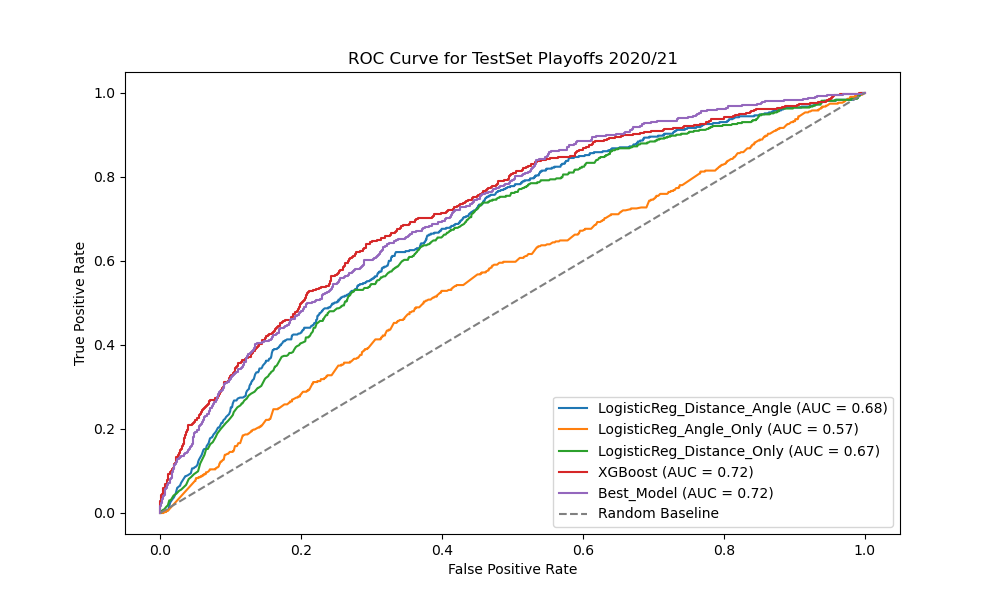 ROC Curve for TestSet Playoffs 2020/21
True Positive Rate
1.0
0.8
0.6
0.4
0.2
0.0
LogisticReg_Distance_Angle (AUC = 0.68)
LogisticReg_Angle_Only (AUC = 0.57)
LogisticReg_Distance_Only (AUC = 0.67)
XGBoost (AUC = 0.72)
Best_Model (AUC = 0.72)
Random Baseline
0.0 0.2 0.4 0.6 0.8 1.0
False Positive Rate